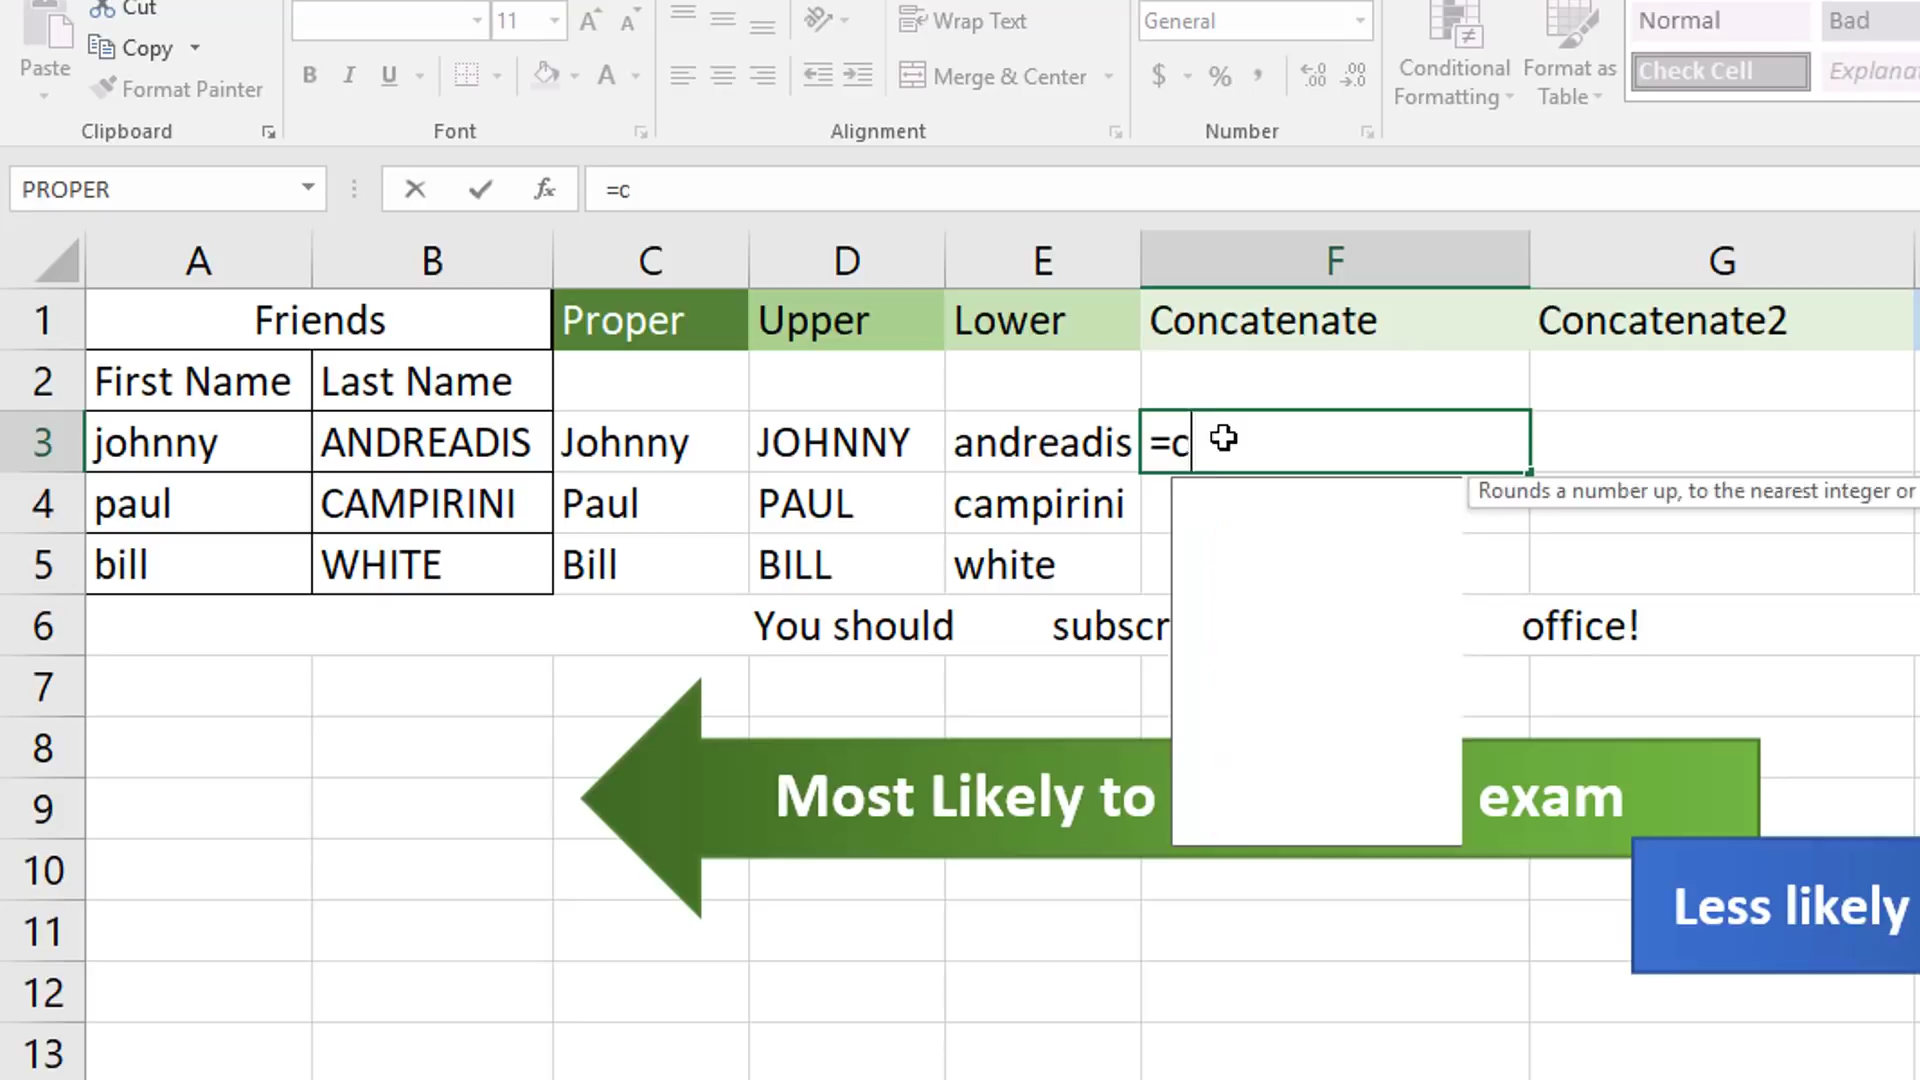 Cut
11
Wrap Text
General
Normal
Bad
Copy
Paste
B I U
A
Merge & Center
$ % ,
Conditional
Formatting
Format as
Table
Check Cell
Format Painter
Clipboard
Font
Alignment
Number
PROPER
fx
=c
A B C D E F G
1 Friends Proper Upper Lower Concatenate Concatenate2
2 First Name Last Name
3 johnny ANDREADIS Johnny JOHNNY andreadis =c
Rounds a number up, to the nearest integer or
4 paul CAMPIRINI Paul PAUL campirini
5 bill WHITE Bill BILL white
6 You should office!
7
8
9 Most Likely to exam
10
Less likely
11
12
13